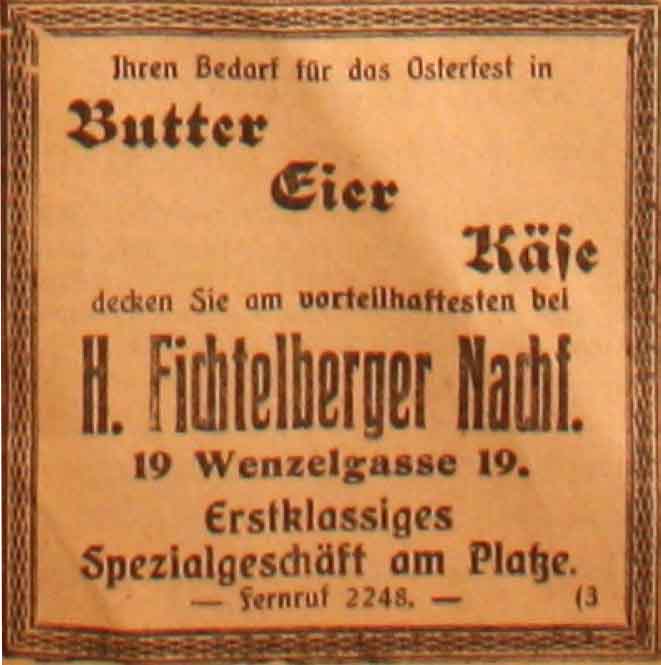 Ihren Bedarf für das Osterfest in
Butter
Eier
Käse
decken Sie am vorteilhaftesten bei
H. Fichtelberger Nachf.
19 Wenzelgasse 19.
Erstklassiges
Spezialgeschäft am Platze.
— Fernruf 2248. — (3